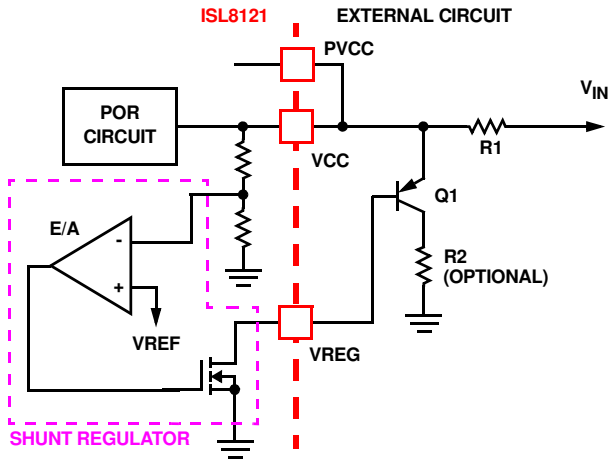 ISL8121
EXTERNAL CIRCUIT
PVCC
VIN
POR
CIRCUIT
VCC
R1
Q1
E/A
-
+
R2
(OPTIONAL)
VREF
VREG
SHUNT REGULATOR